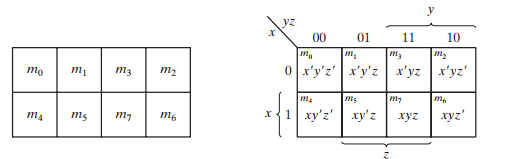 y
yz
x 00 01 11 10
m₀ m₁ m₃ m₂
m₄ m₅ m₇ m₆
m₀ m₁ m₃ m₂
0 x'y'z' x'y'z x'yz x'yz'
m₄ m₅ m₇ m₆
x 1 xy'z' xy'z xyz xyz'
z